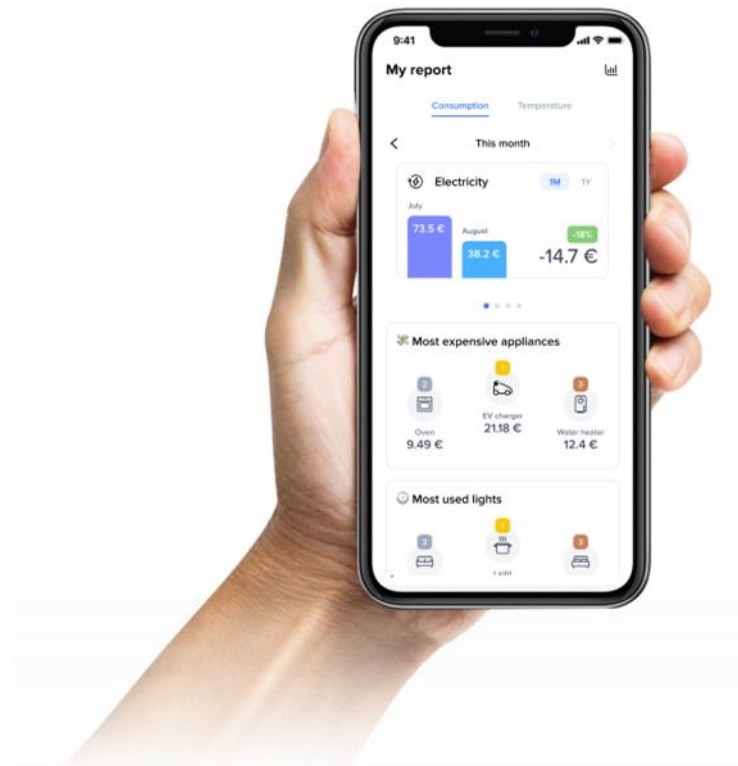 9:41
My report
Consumption Temperature
This month
Electricity 1M 1Y
July
73.5 €
August
38.2 €
-18%
-14.7 €
Most expensive appliances
1
2
3
EV charger
21.18 €
Oven
9.49 €
Water heater
12.4 €
Most used lights
1
2
3
Light